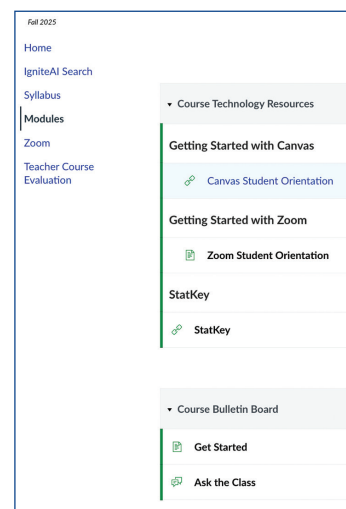 Fall 2025
Home
IgniteAI Search
Syllabus
Modules
Zoom
Teacher Course
Evaluation
Course Technology Resources
Getting Started with Canvas
Canvas Student Orientation
Getting Started with Zoom
Zoom Student Orientation
StatKey
StatKey
Course Bulletin Board
Get Started
Ask the Class